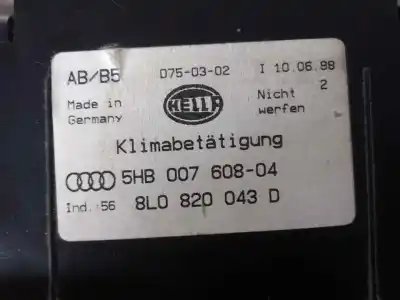 AB/B5 D75-03-02 I 10.06.98
Made in Germany HELLA Nicht 2 werfen
Klimabetätigung
5HB 007 608-04
Ind.:56 8L0 820 043 D